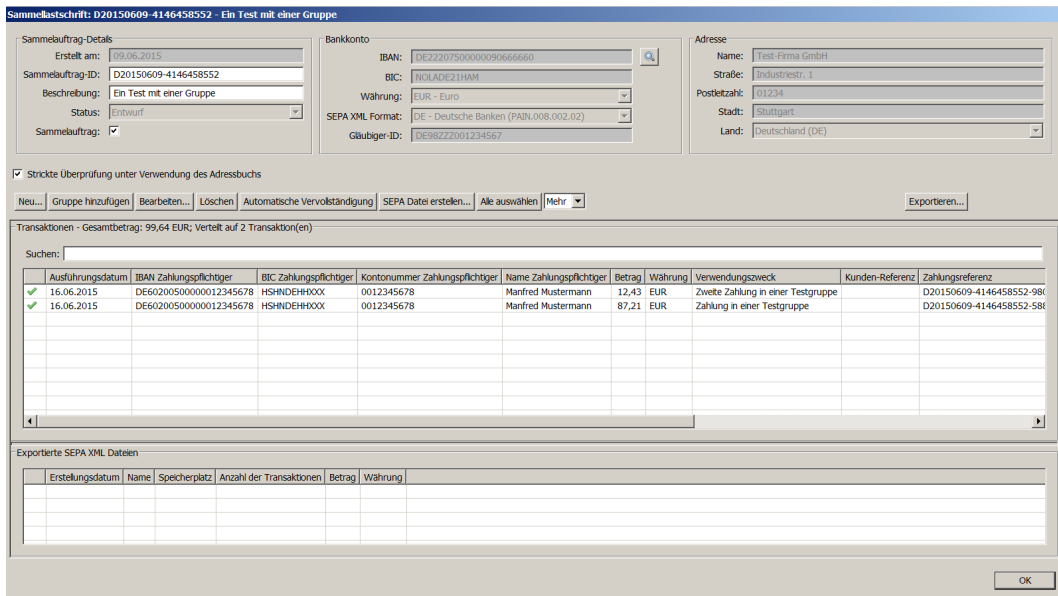 Sammellastschrift: D20150609-4146458552 - Ein Test mit einer Gruppe
Sammelauftrag-Details
Erstellt am: 09.06.2015
Sammelauftrag-ID: D20150609-4146458552
Beschreibung: Ein Test mit einer Gruppe
Status: Entwurf
Sammelauftrag:
Bankkonto
IBAN: DE22207500000090666660
BIC: NOLADE21HAM
Währung: EUR - Euro
SEPA XML Format: DE - Deutsche Banken (PAIN.008.002.02)
Gläubiger-ID: DE98ZZZ001234567
Adresse
Name: Test-Firma GmbH
Straße: Industriestr. 1
Postleitzahl: 01234
Stadt: Stuttgart
Land: Deutschland (DE)
Strickte Überprüfung unter Verwendung des Adressbuchs
Neu... Gruppe hinzufügen Bearbeiten... Löschen Automatische Vervollständigung SEPA Datei erstellen... Alle auswählen Mehr Exportieren...
Transaktionen - Gesamtbetrag: 99,64 EUR; Verteilt auf 2 Transaktion(en)
Suchen:
Ausführungsdatum IBAN Zahlungspflichtiger BIC Zahlungspflichtiger Kontonummer Zahlungspflichtiger Name Zahlungspflichtiger Betrag Währung Verwendungszweck Kunden-Referenz Zahlungsreferenz
16.06.2015 DE60200500000012345678 HSHNDEHHXXX 0012345678 Manfred Mustermann 12,43 EUR Zweite Zahlung in einer Testgruppe D20150609-4146458552-980
16.06.2015 DE60200500000012345678 HSHNDEHHXXX 0012345678 Manfred Mustermann 87,21 EUR Zahlung in einer Testgruppe D20150609-4146458552-588
Exportierte SEPA XML Dateien
Erstellungsdatum Name Speicherplatz Anzahl der Transaktionen Betrag Währung
OK